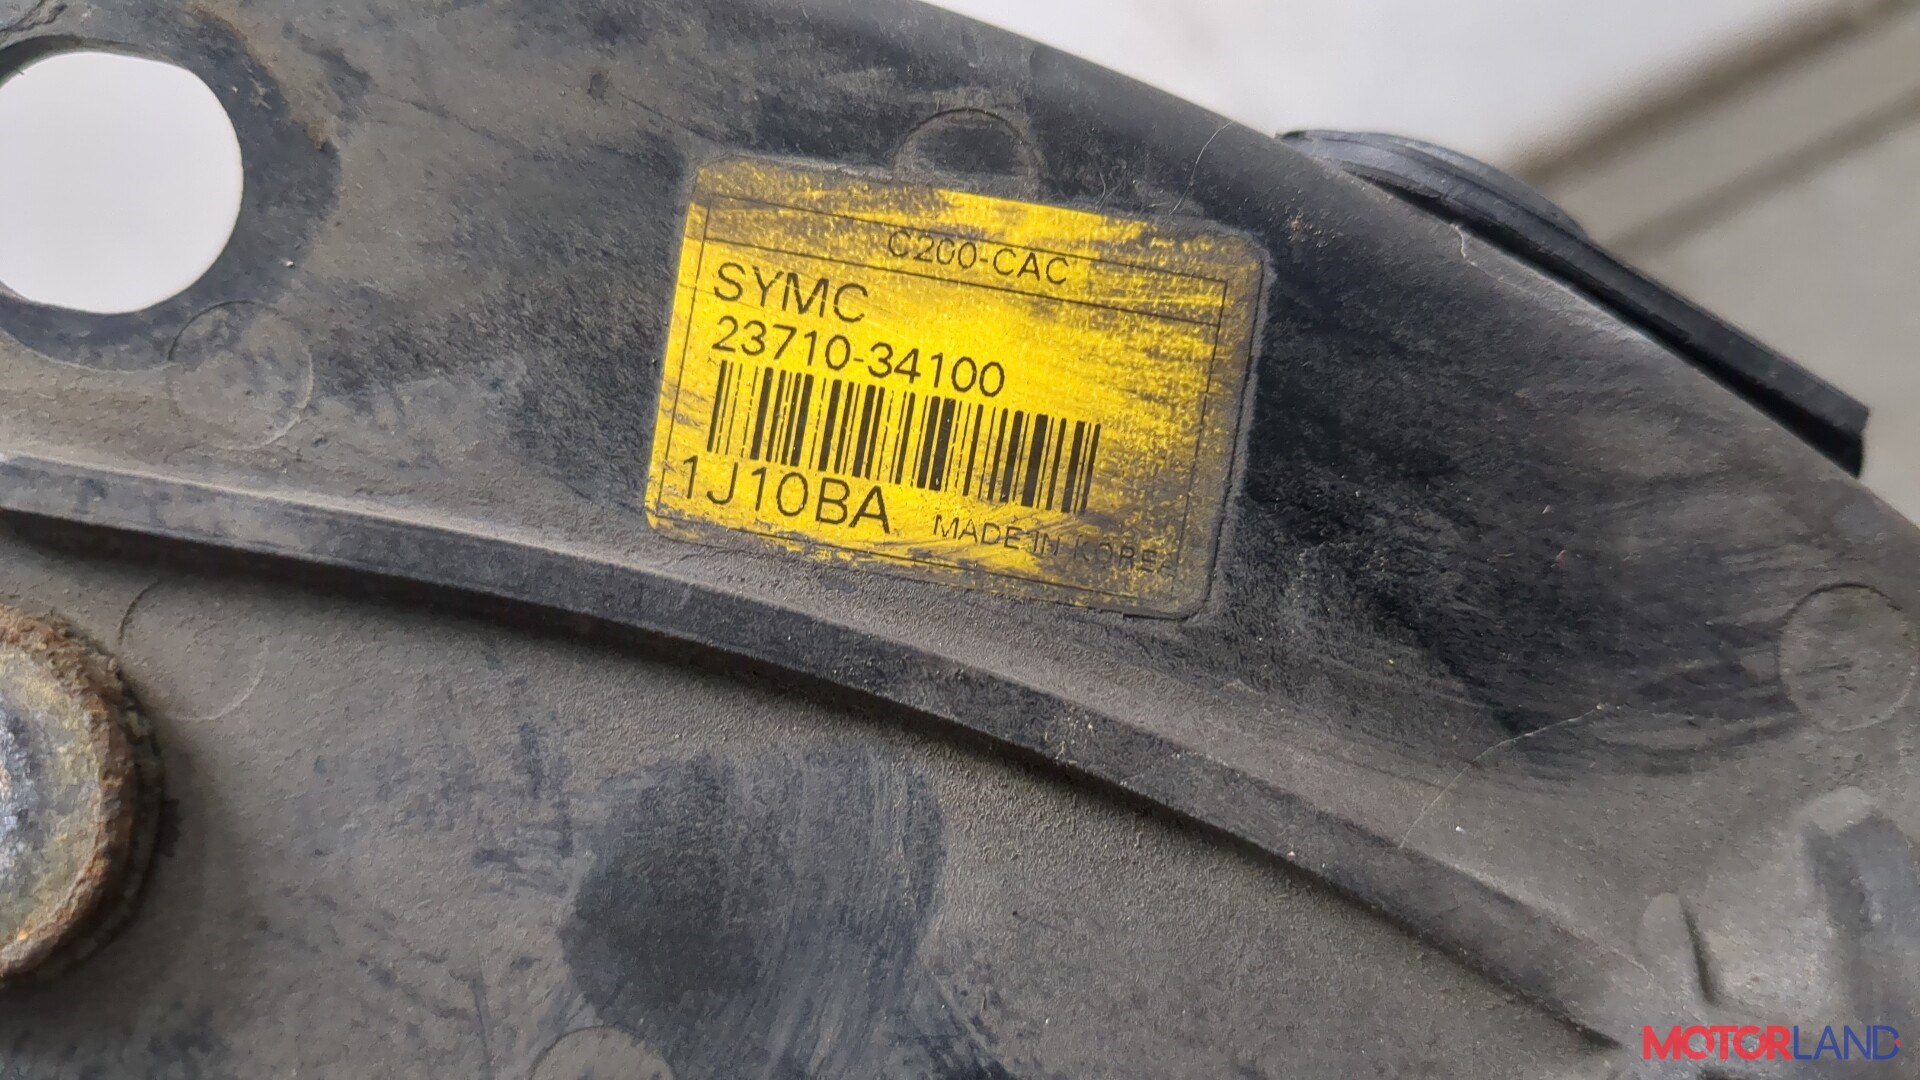 C200-CAC
SYMC
23710-34100
1J10BA MADE IN KOREA
MOTORLAND